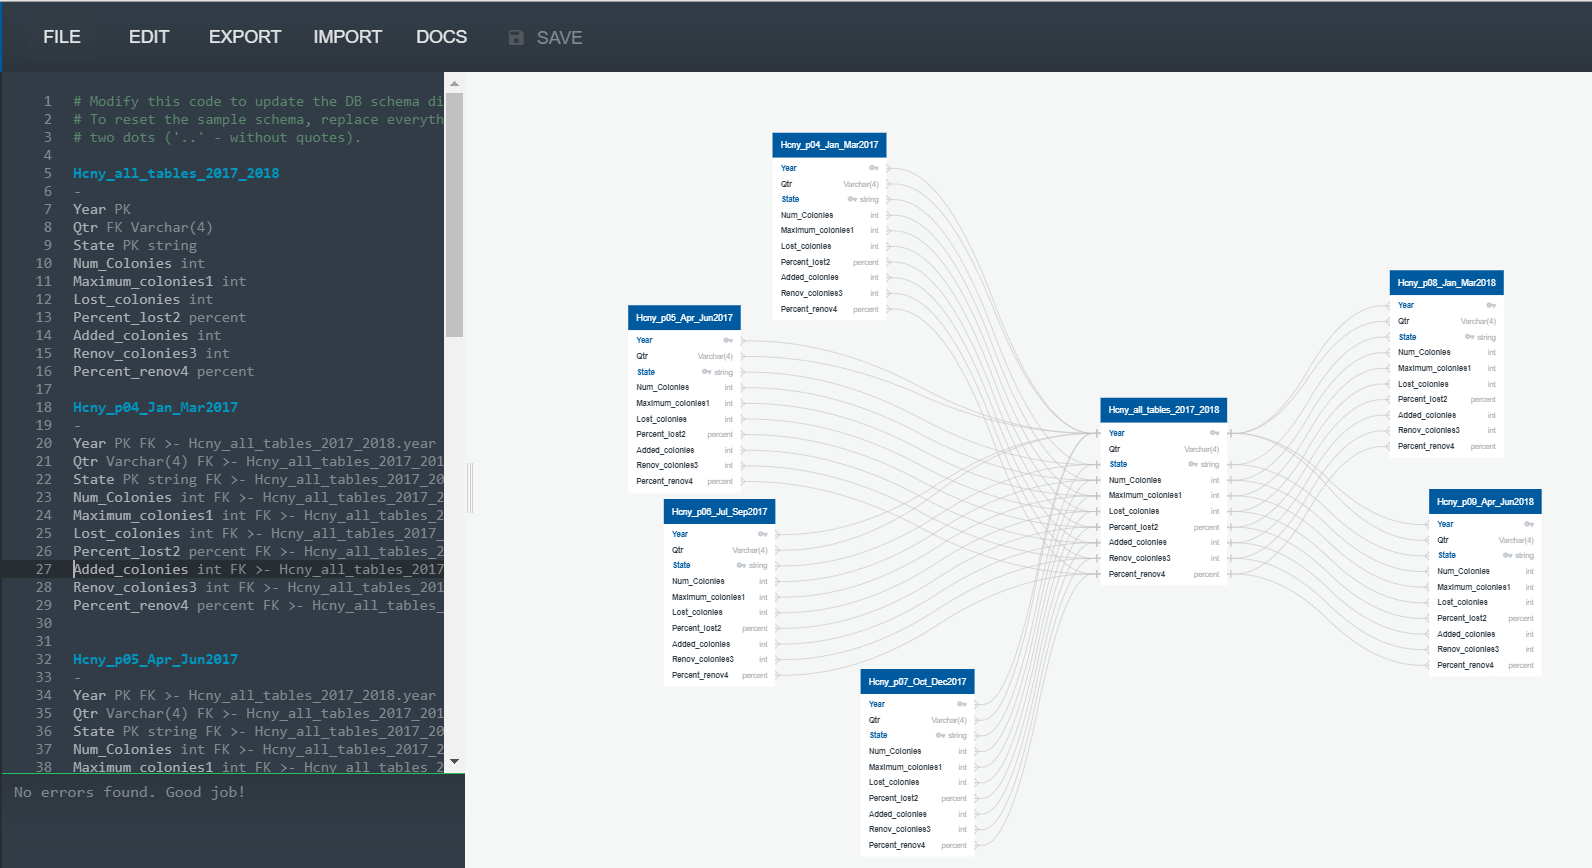 FILE EDIT EXPORT IMPORT DOCS SAVE
1 # Modify this code to update the DB schema di
2 # To reset the sample schema, replace everyth
3 # two dots ('..' - without quotes).
4
5 Hcny_all_tables_2017_2018
6 -
7 Year PK
8 Qtr FK Varchar(4)
9 State PK string
10 Num_Colonies int
11 Maximum_colonies1 int
12 Lost_colonies int
13 Percent_lost2 percent
14 Added_colonies int
15 Renov_colonies3 int
16 Percent_renov4 percent
17
18 Hcny_p04_Jan_Mar2017
19 -
20 Year PK FK >- Hcny_all_tables_2017_2018.year
21 Qtr Varchar(4) FK >- Hcny_all_tables_2017_201
22 State PK string FK >- Hcny_all_tables_2017_20
23 Num_Colonies int FK >- Hcny_all_tables_2017_2
24 Maximum_colonies1 int FK >- Hcny_all_tables_2
25 Lost_colonies int FK >- Hcny_all_tables_2017_
26 Percent_lost2 percent FK >- Hcny_all_tables_2
27 Added_colonies int FK >- Hcny_all_tables_2017
28 Renov_colonies3 int FK >- Hcny_all_tables_201
29 Percent_renov4 percent FK >- Hcny_all_tables_
30
31
32 Hcny_p05_Apr_Jun2017
33 -
34 Year PK FK >- Hcny_all_tables_2017_2018.year
35 Qtr Varchar(4) FK >- Hcny_all_tables_2017_201
36 State PK string FK >- Hcny_all_tables_2017_20
37 Num_Colonies int FK >- Hcny_all_tables_2017_2
38 Maximum_colonies1 int FK >- Hcny_all_tables_2
No errors found. Good job!
Hcny_p04_Jan_Mar2017
Year
Qtr Varchar(4)
State string
Num_Colonies int
Maximum_colonies1 int
Lost_colonies int
Percent_lost2 percent
Added_colonies int
Renov_colonies3 int
Percent_renov4 percent
Hcny_p05_Apr_Jun2017
Year
Qtr Varchar(4)
State string
Num_Colonies int
Maximum_colonies1 int
Lost_colonies int
Percent_lost2 percent
Added_colonies int
Renov_colonies3 int
Percent_renov4 percent
Hcny_p06_Jul_Sep2017
Year
Qtr Varchar(4)
State string
Num_Colonies int
Maximum_colonies1 int
Lost_colonies int
Percent_lost2 percent
Added_colonies int
Renov_colonies3 int
Percent_renov4 percent
Hcny_p07_Oct_Dec2017
Year
Qtr Varchar(4)
State string
Num_Colonies int
Maximum_colonies1 int
Lost_colonies int
Percent_lost2 percent
Added_colonies int
Renov_colonies3 int
Percent_renov4 percent
Hcny_all_tables_2017_2018
Year
Qtr Varchar(4)
State string
Num_Colonies int
Maximum_colonies1 int
Lost_colonies int
Percent_lost2 percent
Added_colonies int
Renov_colonies3 int
Percent_renov4 percent
Hcny_p08_Jan_Mar2018
Year
Qtr Varchar(4)
State string
Num_Colonies int
Maximum_colonies1 int
Lost_colonies int
Percent_lost2 percent
Added_colonies int
Renov_colonies3 int
Percent_renov4 percent
Hcny_p09_Apr_Jun2018
Year
Qtr Varchar(4)
State string
Num_Colonies int
Maximum_colonies1 int
Lost_colonies int
Percent_lost2 percent
Added_colonies int
Renov_colonies3 int
Percent_renov4 percent